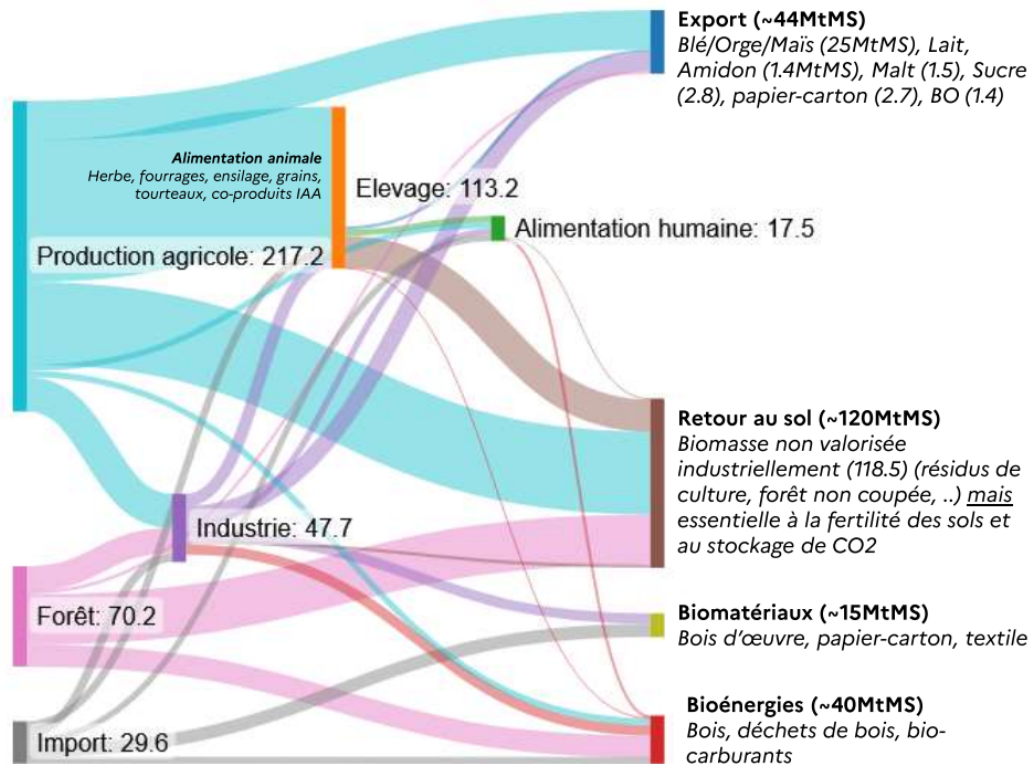 Export (~44MtMS)
Blé/Orge/Maïs (25MtMS), Lait,
Amidon (1.4MtMS), Malt (1.5), Sucre
(2.8), papier-carton (2.7), BO (1.4)
Alimentation animale
Herbe, fourrages, ensilage, grains,
tourteaux, co-produits IAA
Elevage: 113.2
Alimentation humaine: 17.5
Production agricole: 217.2
Retour au sol (~120MtMS)
Biomasse non valorisée
industriellement (118.5) (résidus de
culture, forêt non coupée, ..) mais
essentielle à la fertilité des sols et
au stockage de CO2
Industrie: 47.7
Forêt: 70.2
Biomatériaux (~15MtMS)
Bois d'œuvre, papier-carton, textile
Import: 29.6
Bioénergies (~40MtMS)
Bois, déchets de bois, bio-
carburants